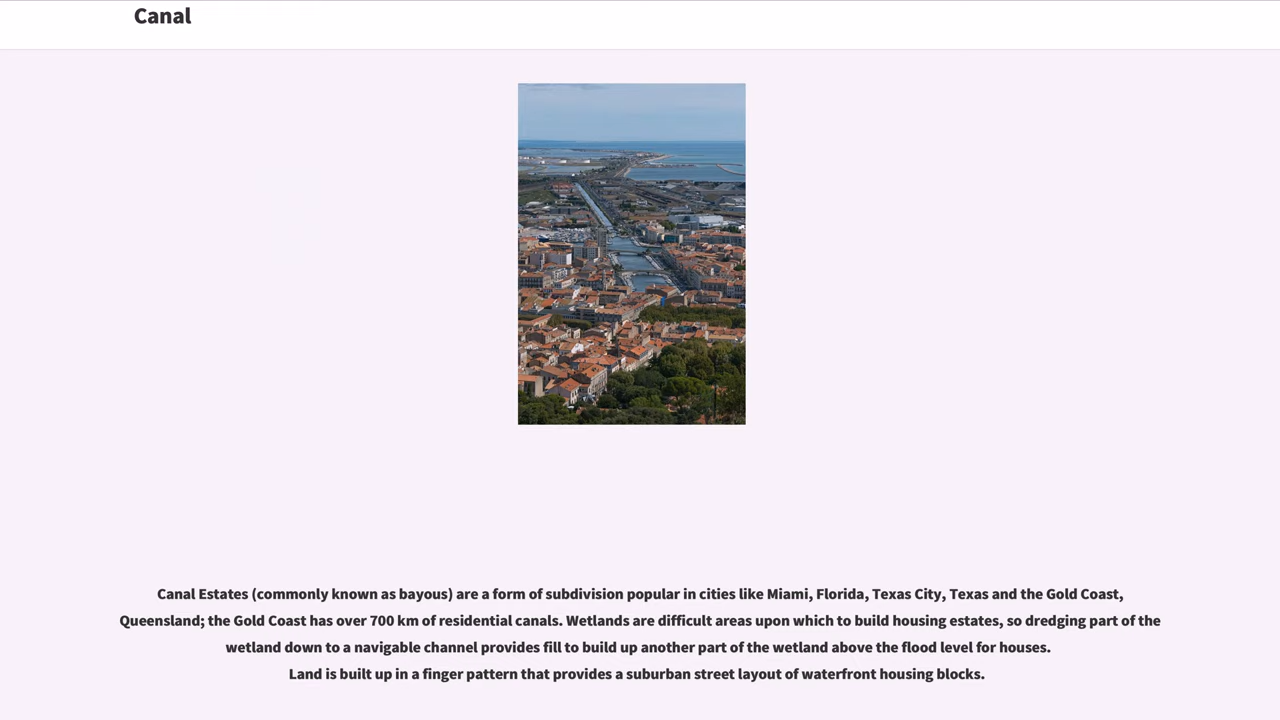 Canal
Canal Estates (commonly known as bayous) are a form of subdivision popular in cities like Miami, Florida, Texas City, Texas and the Gold Coast,
Queensland; the Gold Coast has over 700 km of residential canals. Wetlands are difficult areas upon which to build housing estates, so dredging part of the
wetland down to a navigable channel provides fill to build up another part of the wetland above the flood level for houses.
Land is built up in a finger pattern that provides a suburban street layout of waterfront housing blocks.